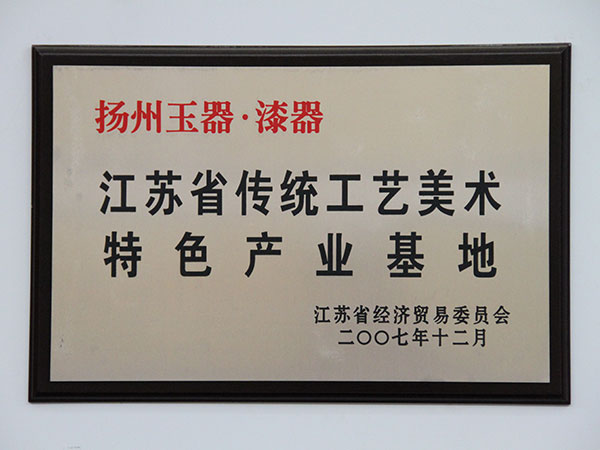 扬州玉器·漆器
江苏省传统工艺美术
特色产业基地
江苏省经济贸易委员会
二〇〇七年十二月